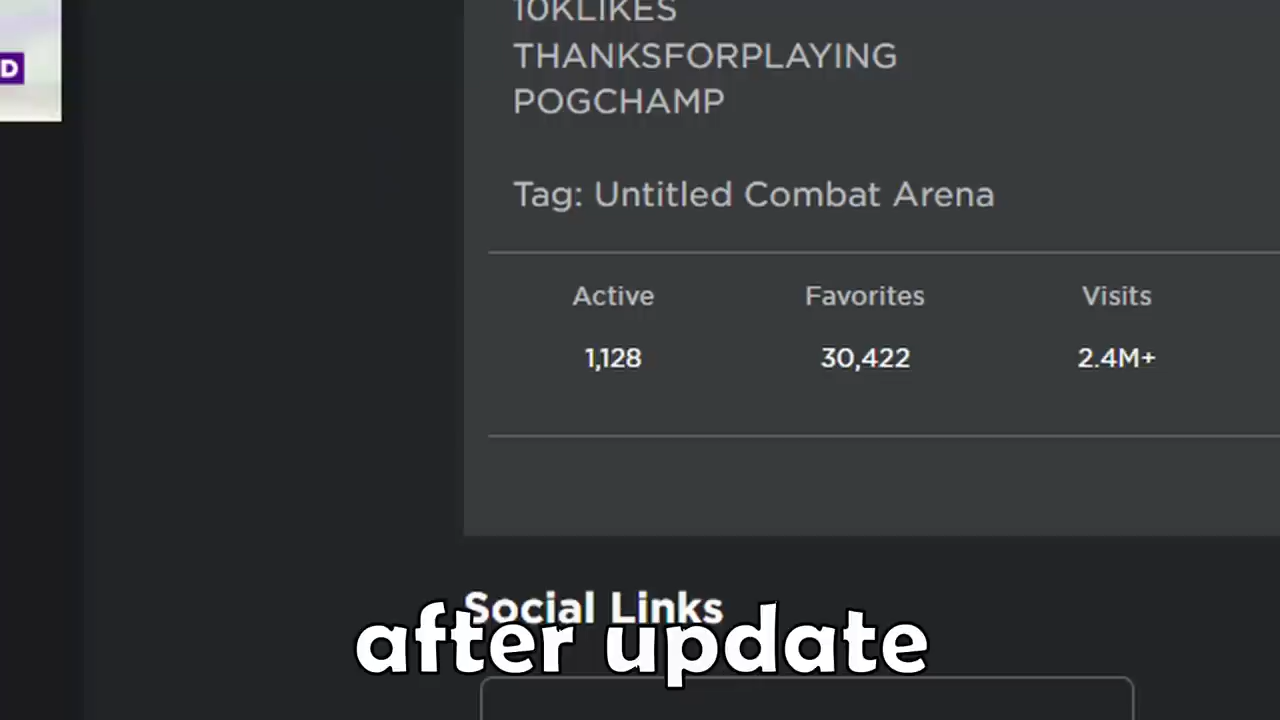 10KLIKES
THANKSFORPLAYING
POGCHAMP
D
Tag: Untitled Combat Arena
Active Favorites Visits
1,128 30,422 2.4M+
Social Links
after update